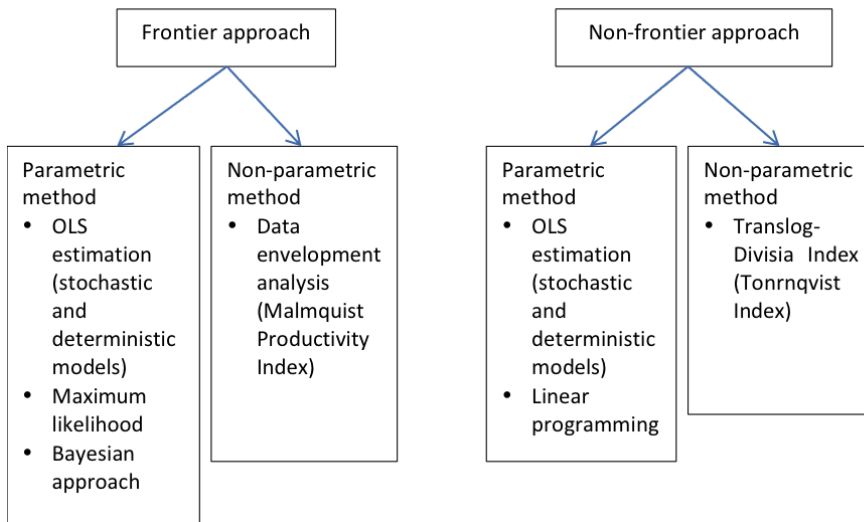 Frontier approach
Parametric
method
• OLS
estimation
(stochastic
and
deterministic
models)
• Maximum
likelihood
• Bayesian
approach
Non-parametric
method
• Data
envelopment
analysis
(Malmquist
Productivity
Index)
Non-frontier approach
Parametric
method
• OLS
estimation
(stochastic
and
deterministic
models)
• Linear
programming
Non-parametric
method
• Translog-
Divisia Index
(Tonrnqvist
Index)